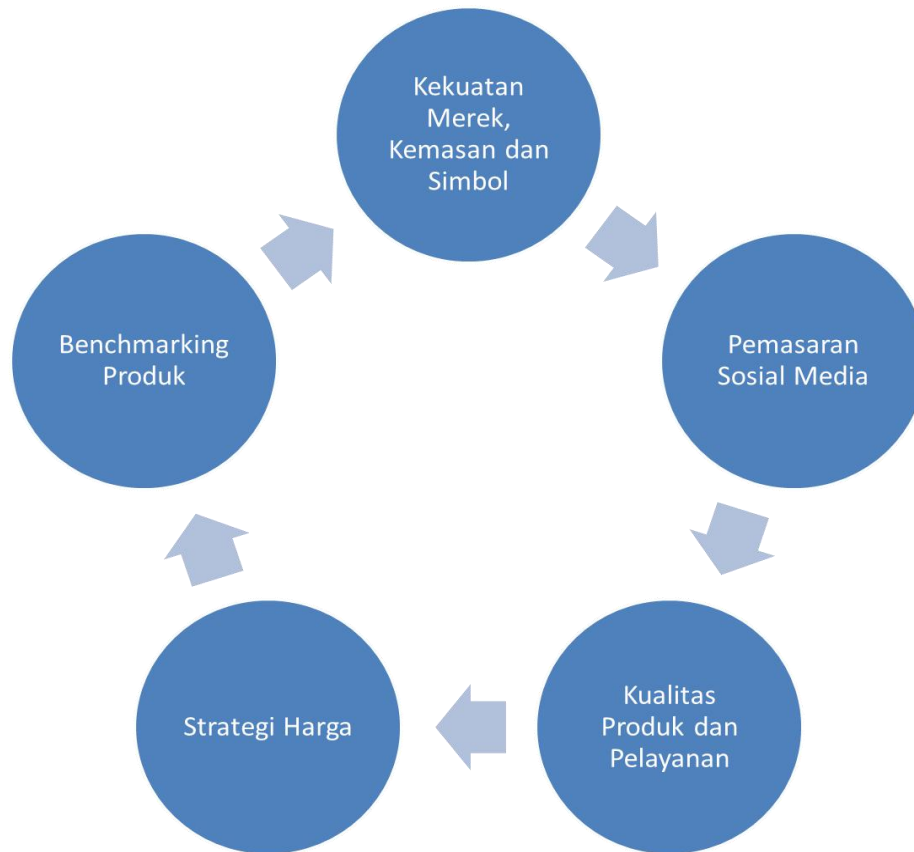 Kekuatan
Merek,
Kemasan dan
Simbol
Pemasaran
Sosial Media
Kualitas
Produk dan
Pelayanan
Strategi Harga
Benchmarking
Produk